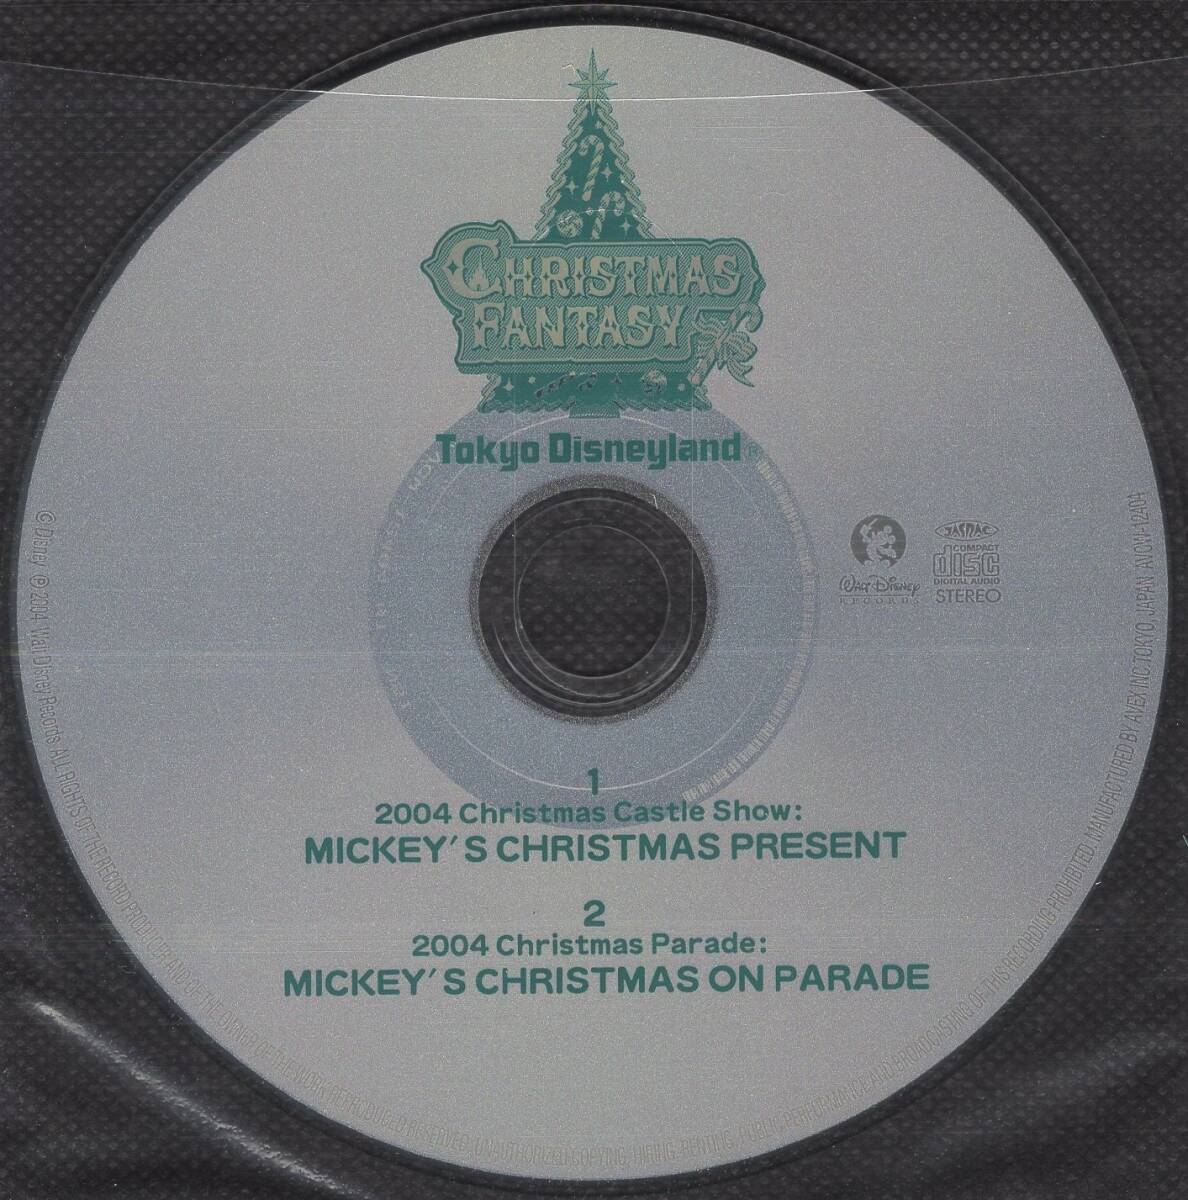 CHRISTMAS
FANTASY
Tokyo Disneyland®
WALT DISNEY
RECORDS
JASRAC
COMPACT
disc
DIGITAL AUDIO
STEREO
1
2004 Christmas Castle Show:
MICKEY'S CHRISTMAS PRESENT
2
2004 Christmas Parade:
MICKEY'S CHRISTMAS ON PARADE
© Disney ℗ 2004 Walt Disney Records ALL RIGHTS OF THE RECORD PRODUCER AND OF THE OWNER OF THE WORK REPRODUCED RESERVED. UNAUTHORIZED COPYING, HIRING, RENTING, PUBLIC PERFORMANCE AND BROADCASTING OF THIS RECORDING PROHIBITED. MANUFACTURED BY AVEX INC. TOKYO, JAPAN AVCW-12404